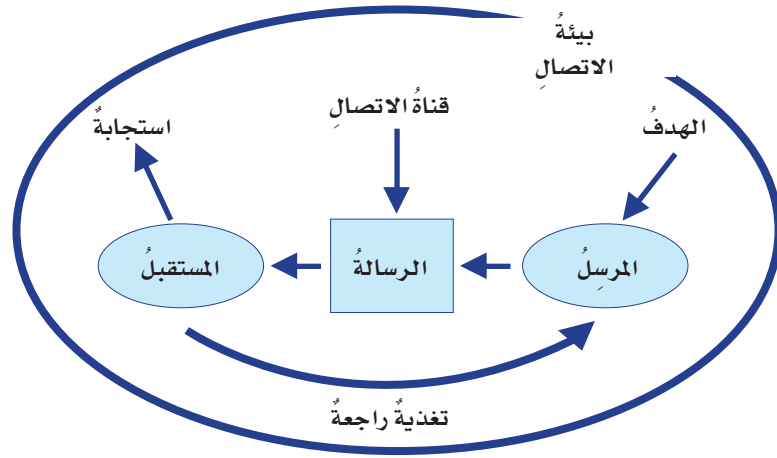 بيئةُ
الاتصالِ
الهدفُ
قناةُ الاتصالِ
استجابةٌ
المرسِلُ
الرسالةُ
المستقبلُ
تغذيةٌ راجعةٌ